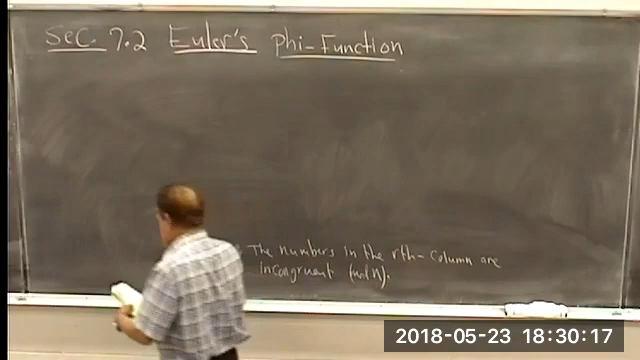 Sec. 7.2 Euler's Phi-Function
The numbers in the rth-column are
incongruent (mod n).
2018-05-23 18:30:17